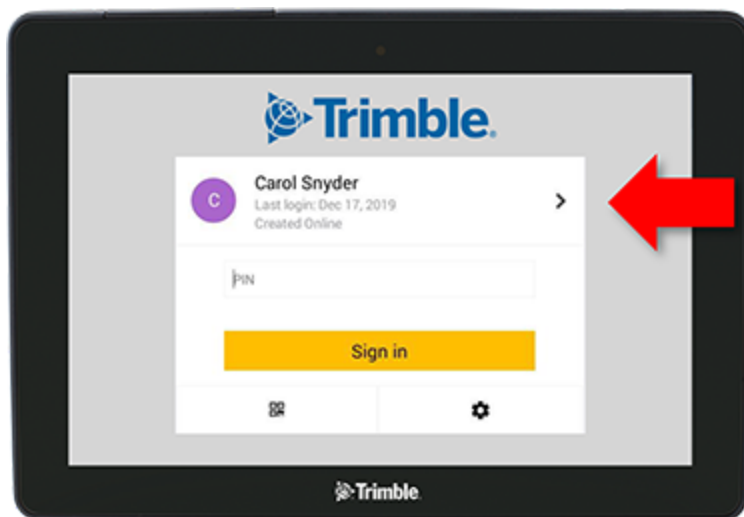 Trimble.
C
Carol Snyder
Last login: Dec 17, 2019
Created Online
PIN
Sign in
Trimble.